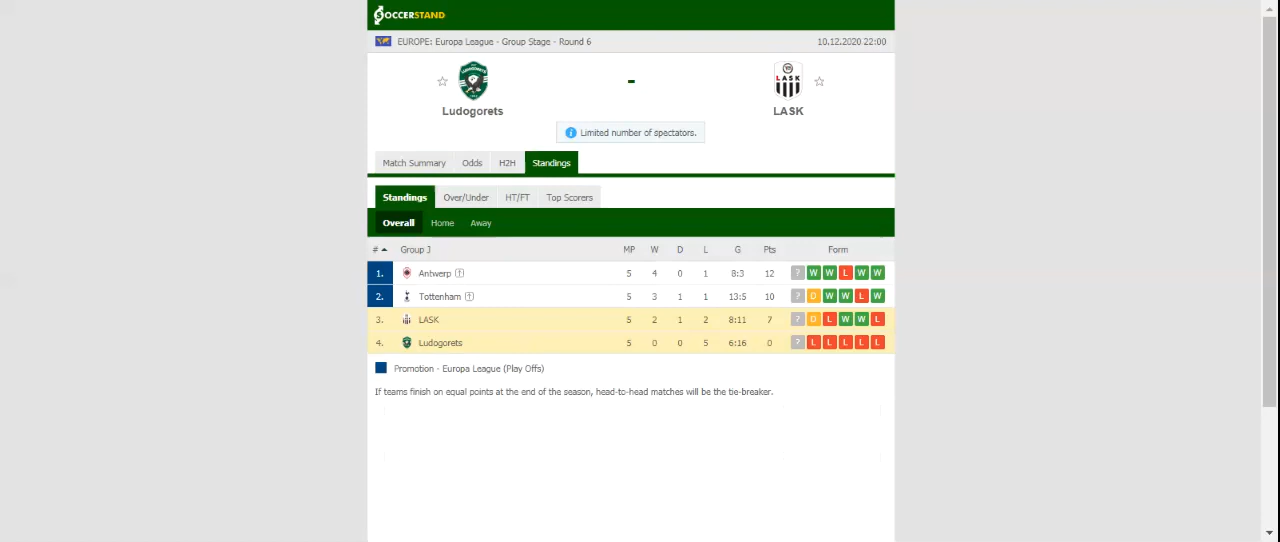 SOCCERSTAND
EUROPE: Europa League - Group Stage - Round 6 10.12.2020 22:00
-
Ludogorets LASK
Limited number of spectators.
Match Summary Odds H2H Standings
Standings Over/Under HT/FT Top Scorers
Overall Home Away
# Group J MP W D L G Pts Form
1. Antwerp 5 4 0 1 8:3 12 ? W W L W W
2. Tottenham 5 3 1 1 13:5 10 ? D W W L W
3. LASK 5 2 1 2 8:11 7 ? D L W W L
4. Ludogorets 5 0 0 5 6:16 0 ? L L L L L
Promotion - Europa League (Play Offs)
If teams finish on equal points at the end of the season, head-to-head matches will be the tie-breaker.